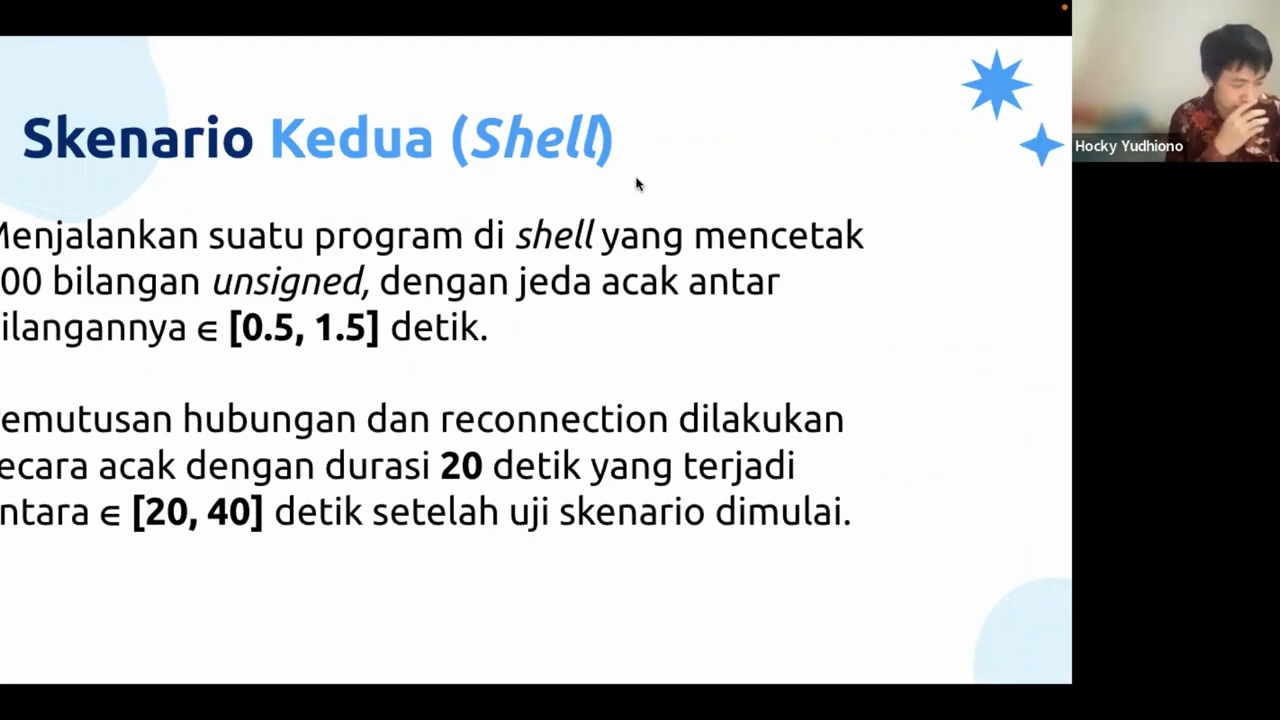 Skenario Kedua (Shell)
Hocky Yudhiono
Menjalankan suatu program di shell yang mencetak
00 bilangan unsigned, dengan jeda acak antar
ilangannya ∈ [0.5, 1.5] detik.
emutusan hubungan dan reconnection dilakukan
ecara acak dengan durasi 20 detik yang terjadi
ntara ∈ [20, 40] detik setelah uji skenario dimulai.